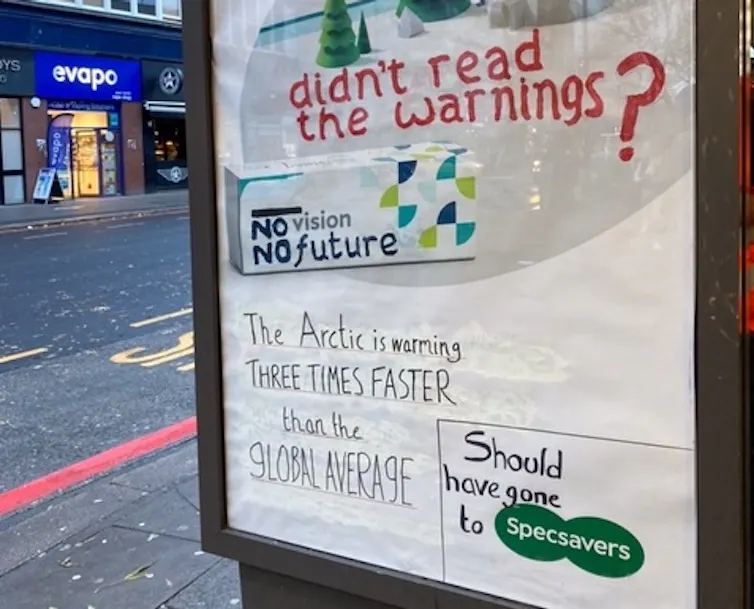 evapo
didn't read
the warnings?
NO vision
NO future
The Arctic is warming
THREE TIMES FASTER
than the
GLOBAL AVERAGE
Should
have gone
to Specsavers